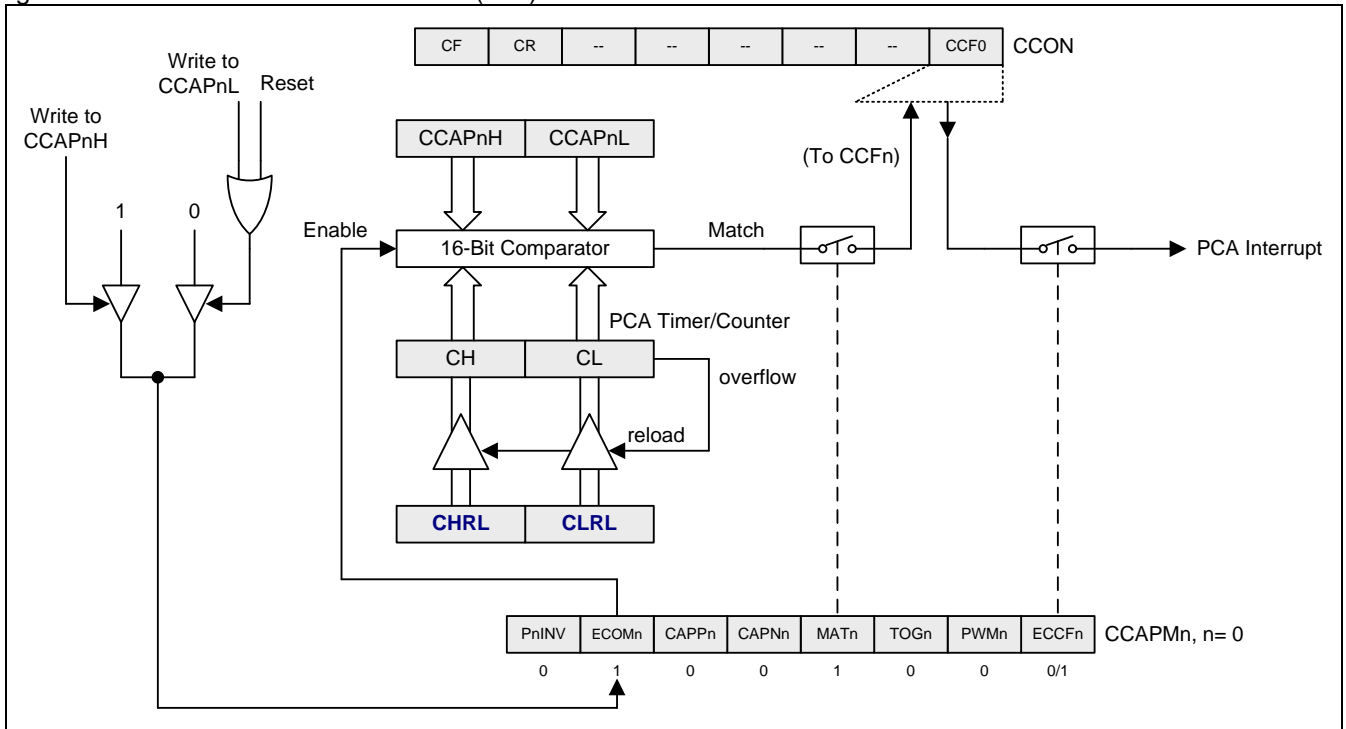 CF CR -- -- -- -- -- CCF0 CCON
Write to
CCAPnL
Reset
Write to
CCAPnH
CCAPnH CCAPnL
(To CCFn)
1 0
Enable
16-Bit Comparator
Match
PCA Interrupt
PCA Timer/Counter
CH CL
overflow
reload
CHRL CLRL
PnINV ECOMn CAPPn CAPNn MATn TOGn PWMn ECCFn CCAPMn, n= 0
0 1 0 0 1 0 0 0/1